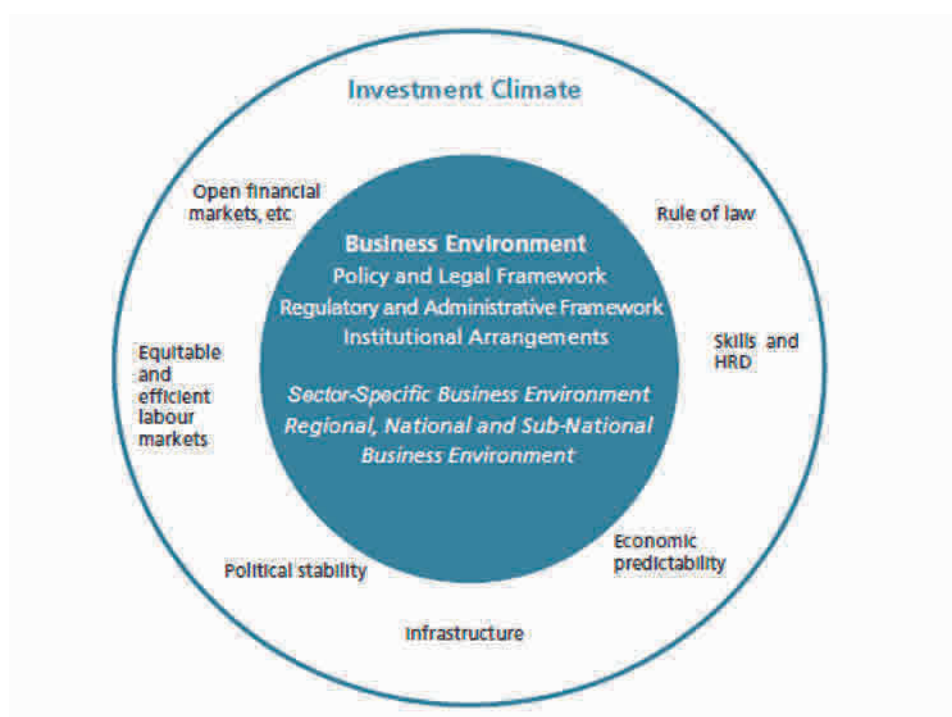 Investment Climate
Open financial
markets, etc
Rule of law
Business Environment
Policy and Legal Framework
Regulatory and Administrative Framework
Institutional Arrangements
Skills and
HRD
Equitable
and
efficient
labour
markets
Sector-Specific Business Environment
Regional, National and Sub-National
Business Environment
Economic
predictability
Political stability
Infrastructure